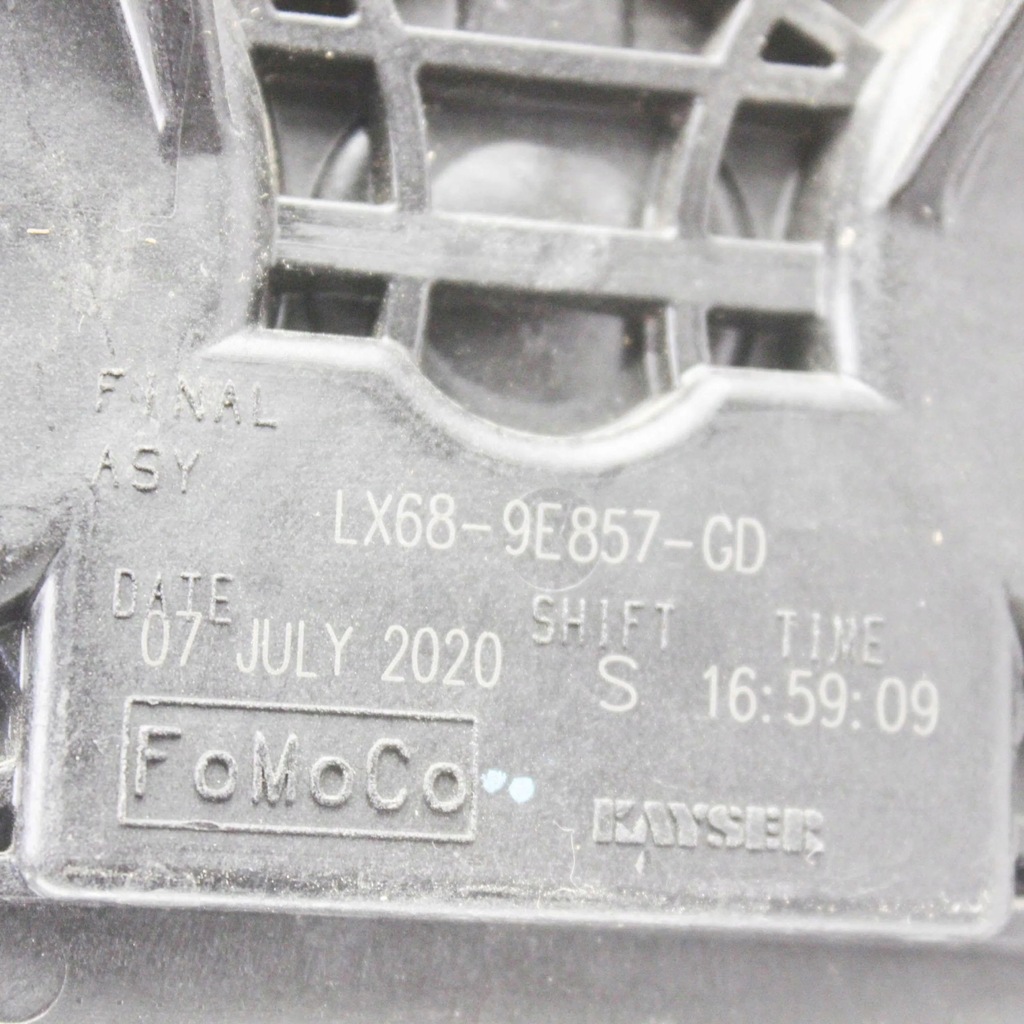 FINAL
ASY
LX68-9E857-GD
DATE SHIFT TIME
07 JULY 2020 S 16:59:09
FoMoCo
KAYSER